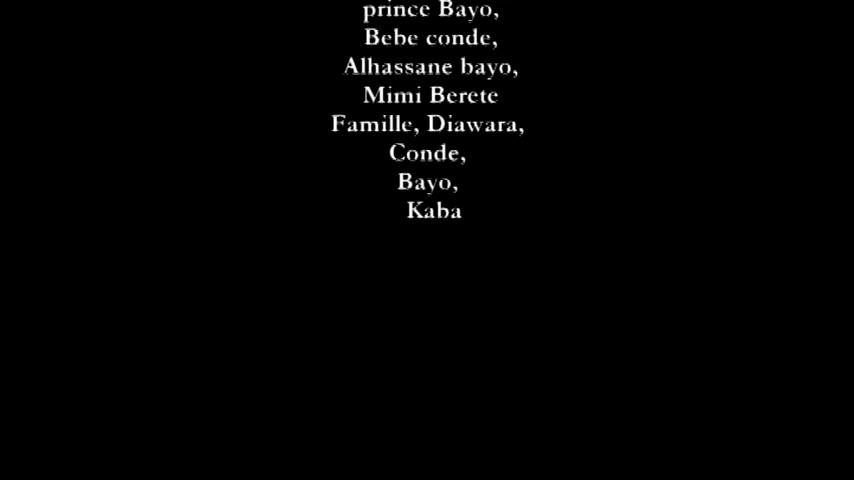 prince Bayo,
Bebe conde,
Alhassane bayo,
Mimi Berete
Famille, Diawara,
Conde,
Bayo,
Kaba